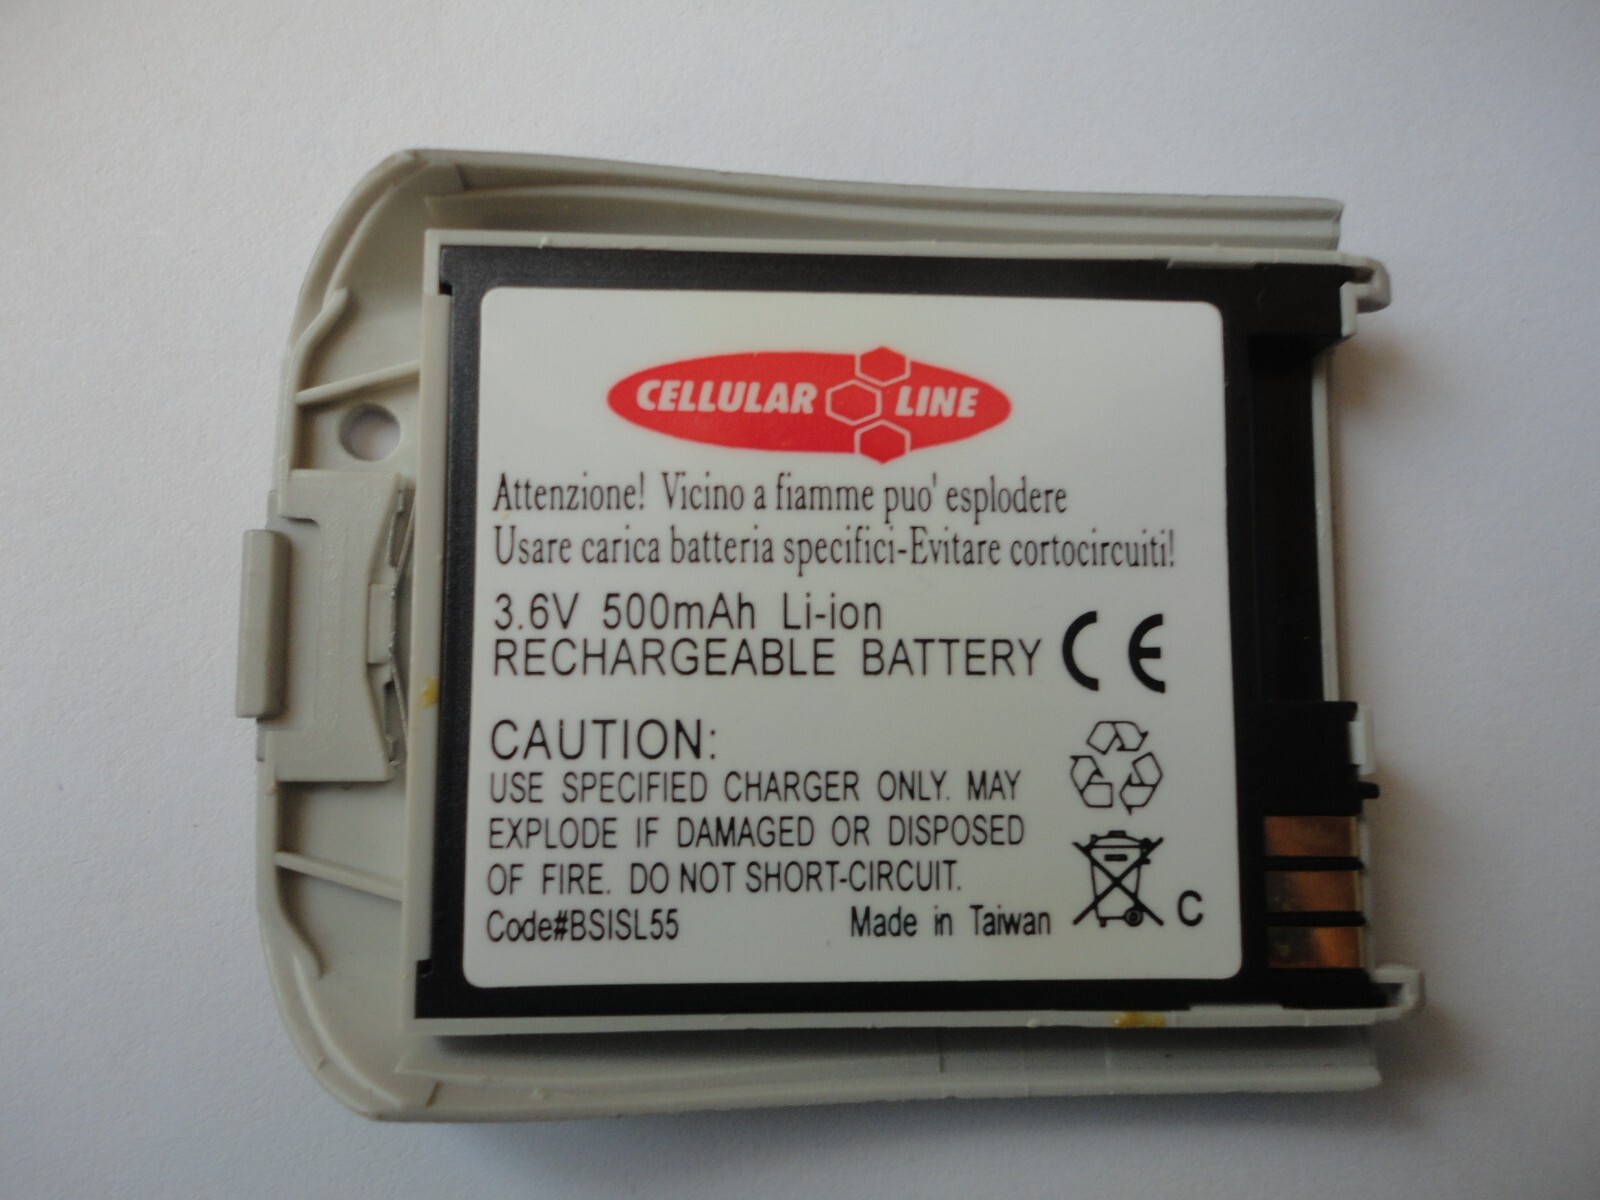 CELLULAR LINE
Attenzione! Vicino a fiamme puo' esplodere
Usare carica batteria specifici-Evitare cortocircuiti!
3.6V 500mAh Li-ion
RECHARGEABLE BATTERY CE
CAUTION:
USE SPECIFIED CHARGER ONLY. MAY
EXPLODE IF DAMAGED OR DISPOSED
OF FIRE. DO NOT SHORT-CIRCUIT.
Code#BSISL55 Made in Taiwan C